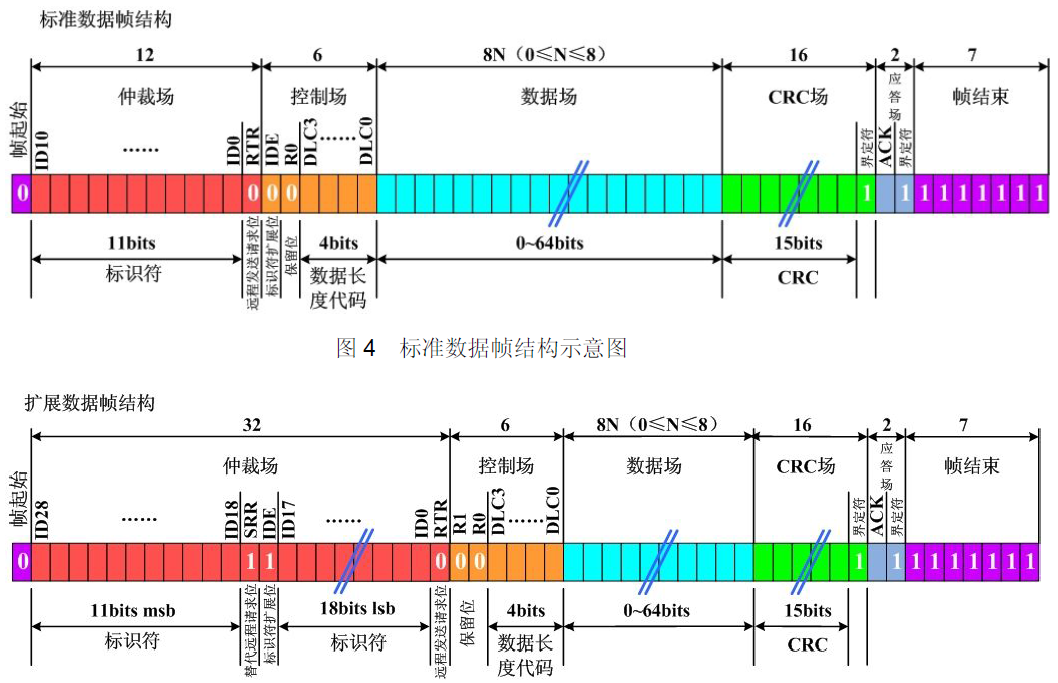 标准数据帧结构
12 6 8N（0≤N≤8） 16 2 7
仲裁场 控制场 数据场 CRC场 应答场 帧结束
帧起始 ID10 …… ID0 RTR IDE R0 DLC3 …… DLC0 界定符 ACK 界定符
0 0 0 0 1 1 1 1 1 1 1 1 1
11bits 4bits 0~64bits 15bits
标识符 远程发送请求位 标识符扩展位 保留位 数据长度代码 CRC
图 4 标准数据帧结构示意图
扩展数据帧结构
32 6 8N（0≤N≤8） 16 2 7
仲裁场 控制场 数据场 CRC场 应答场 帧结束
帧起始 ID28 …… ID18 SRR IDE ID17 …… ID0 RTR R1 R0 DLC3 …… DLC0 界定符 ACK 界定符
0 1 1 0 0 0 1 1 1 1 1 1 1 1 1
11bits msb 18bits lsb 4bits 0~64bits 15bits
标识符 替代远程请求位 标识符扩展位 标识符 远程发送请求位 保留位 数据长度代码 CRC